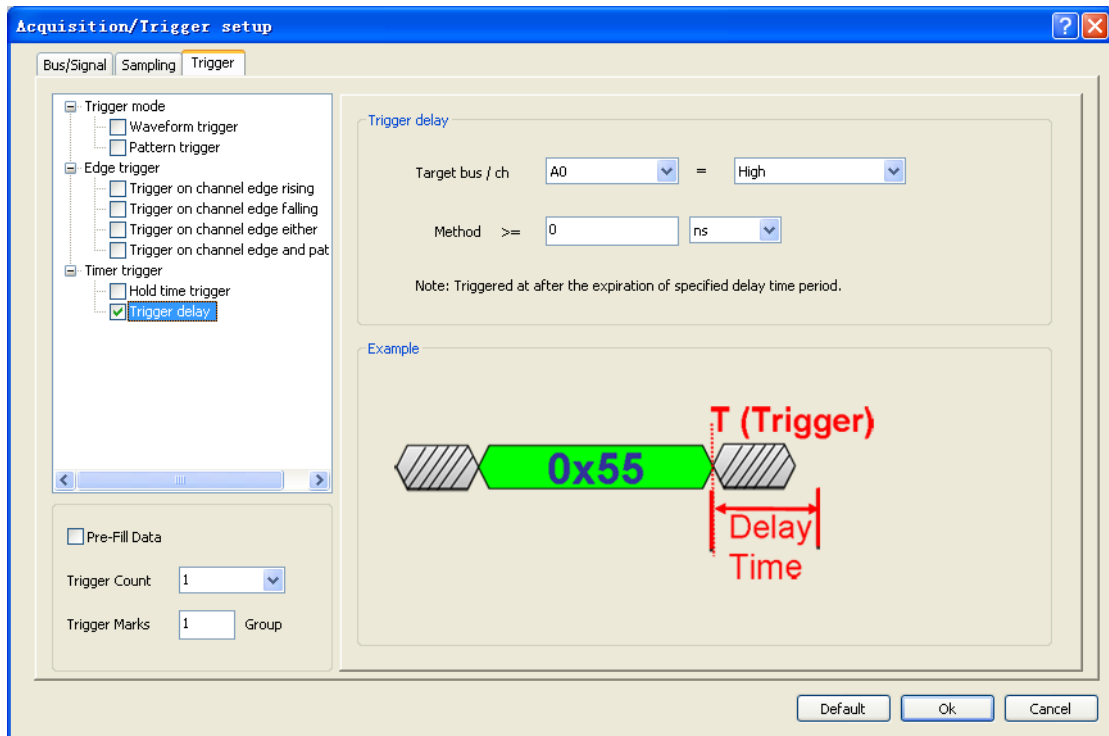 Acquisition/Trigger setup
Bus/Signal Sampling Trigger
Trigger mode
Waveform trigger
Pattern trigger
Edge trigger
Trigger on channel edge rising
Trigger on channel edge falling
Trigger on channel edge either
Trigger on channel edge and pat
Timer trigger
Hold time trigger
Trigger delay
Pre-Fill Data
Trigger Count 1
Trigger Marks 1 Group
Trigger delay
Target bus / ch A0 = High
Method >= 0 ns
Note: Triggered at after the expiration of specified delay time period.
Example
T (Trigger)
0x55
Delay
Time
Default Ok Cancel